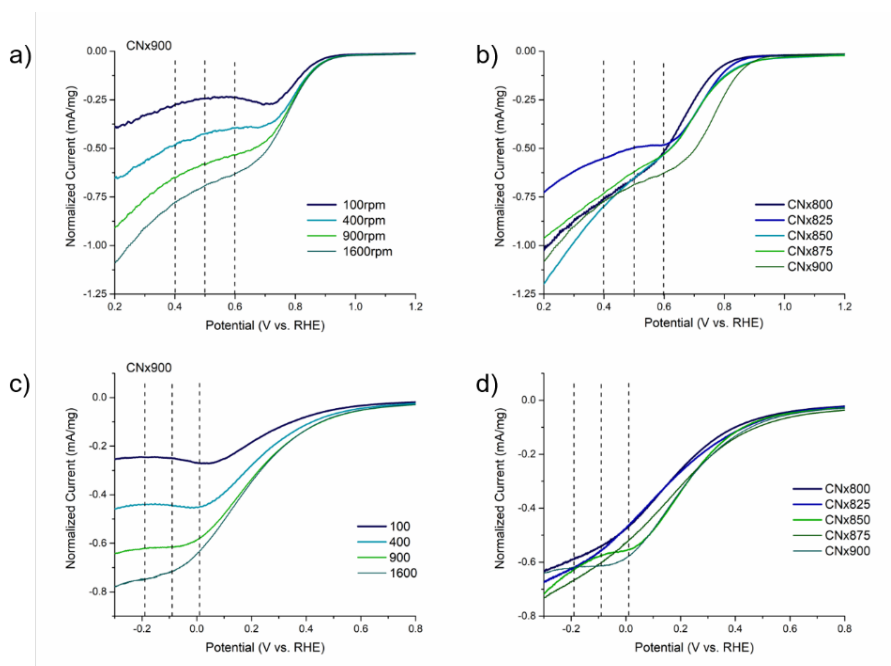 a)
CNx900
Normalized Current (mA/mg)
0.00
-0.25
-0.50
-0.75
-1.00
-1.25
0.2
0.4
0.6
0.8
1.0
1.2
Potential (V vs. RHE)
100rpm
400rpm
900rpm
1600rpm
b)
Normalized Current (mA/mg)
0.00
-0.25
-0.50
-0.75
-1.00
-1.25
0.2
0.4
0.6
0.8
1.0
1.2
Potential (V vs. RHE)
CNx800
CNx825
CNx850
CNx875
CNx900
c)
CNx900
Normalized Current (mA/mg)
0.0
-0.2
-0.4
-0.6
-0.8
-0.2
0.0
0.2
0.4
0.6
0.8
Potential (V vs. RHE)
100
400
900
1600
d)
Normalized Current (mA/mg)
0.0
-0.2
-0.4
-0.6
-0.8
-0.2
0.0
0.2
0.4
0.6
0.8
Potential (V vs. RHE)
CNx800
CNx825
CNx850
CNx875
CNx900